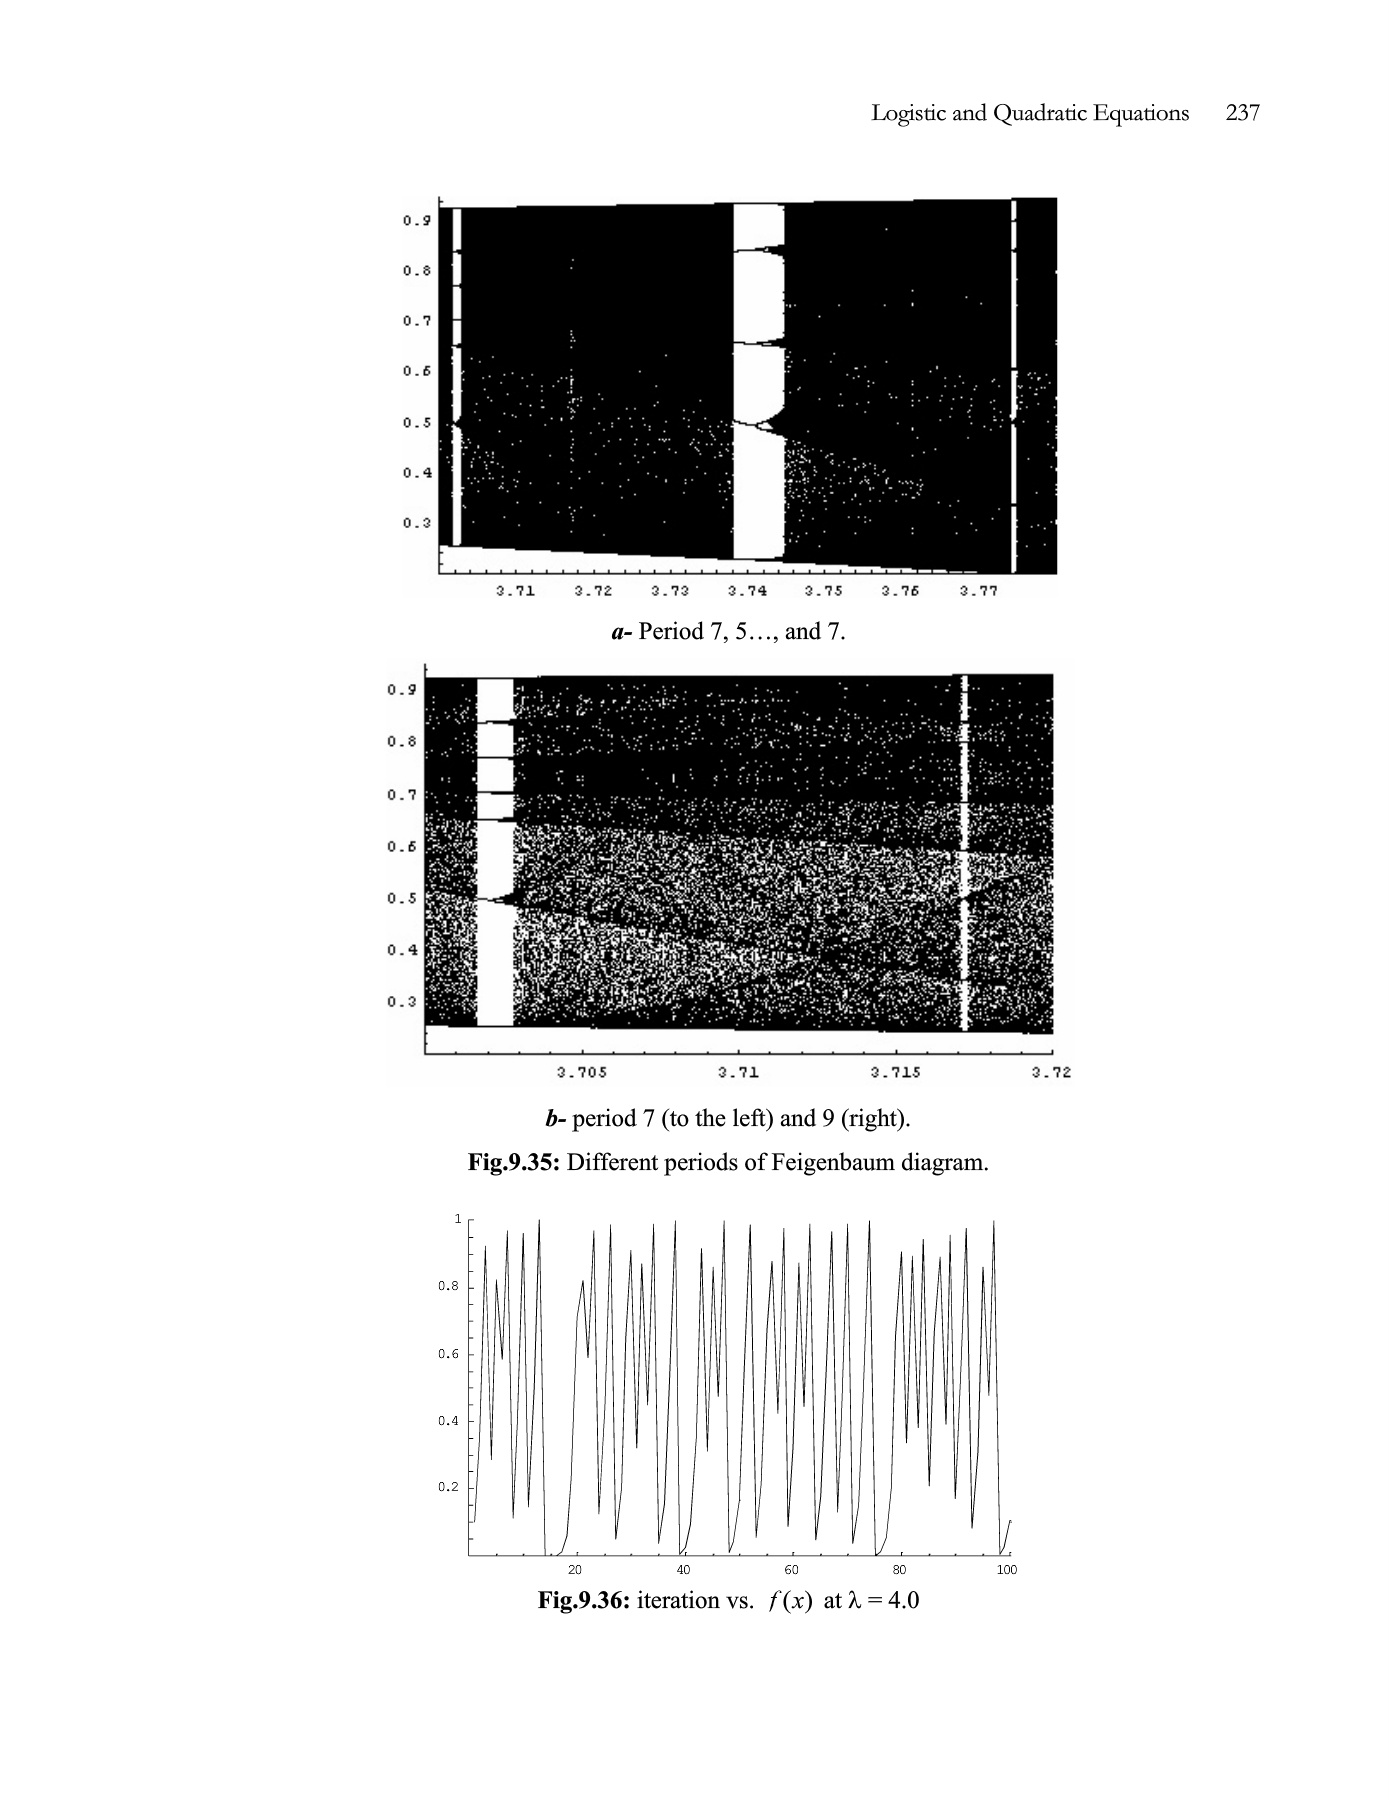 Logistic and Quadratic Equations 237
0.9
0.8
0.7
0.6
0.5
0.4
0.3
3.71 3.72 3.73 3.74 3.75 3.76 3.77
a- Period 7, 5…, and 7.
0.9
0.8
0.7
0.6
0.5
0.4
0.3
3.705 3.71 3.715 3.72
b- period 7 (to the left) and 9 (right).
Fig.9.35: Different periods of Feigenbaum diagram.
1
0.8
0.6
0.4
0.2
20 40 60 80 100
Fig.9.36: iteration vs. f(x) at λ = 4.0